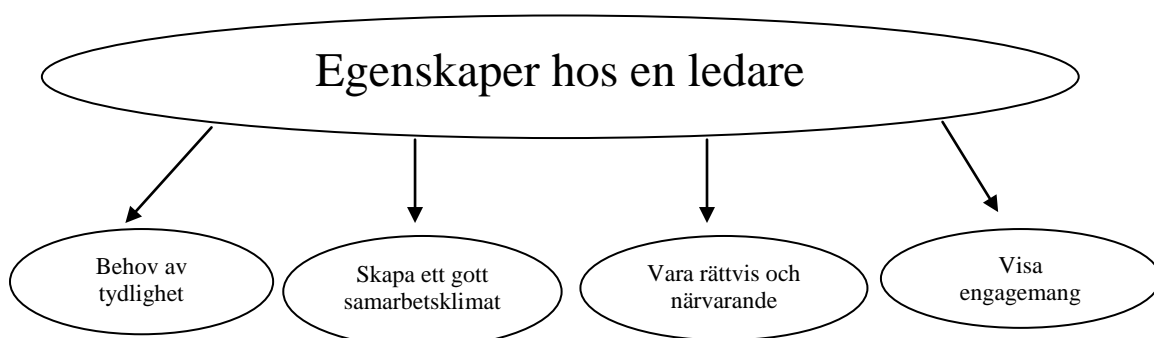 Egenskaper hos en ledare
Behov av
tydlighet
Skapa ett gott
samarbetsklimat
Vara rättvis och
närvarande
Visa
engagemang